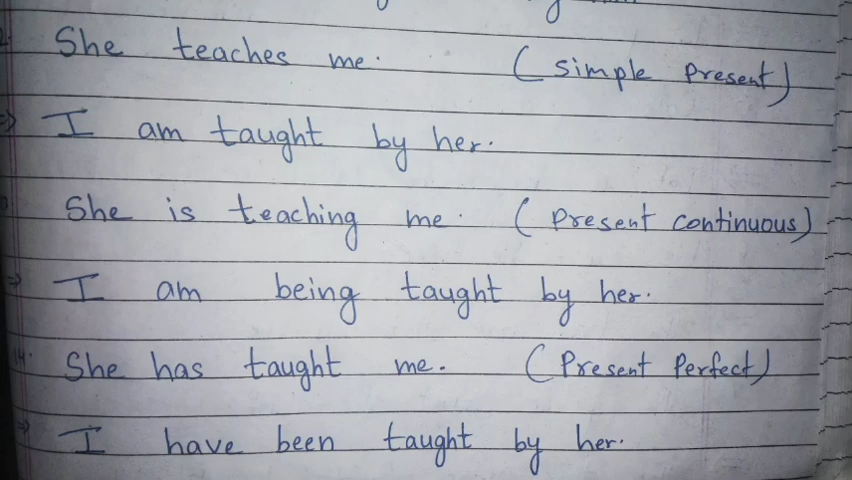 She teaches me. (Simple Present)
=> I am taught by her.
She is teaching me. (Present continuous)
=> I am being taught by her.
14. She has taught me. (Present Perfect)
=> I have been taught by her.